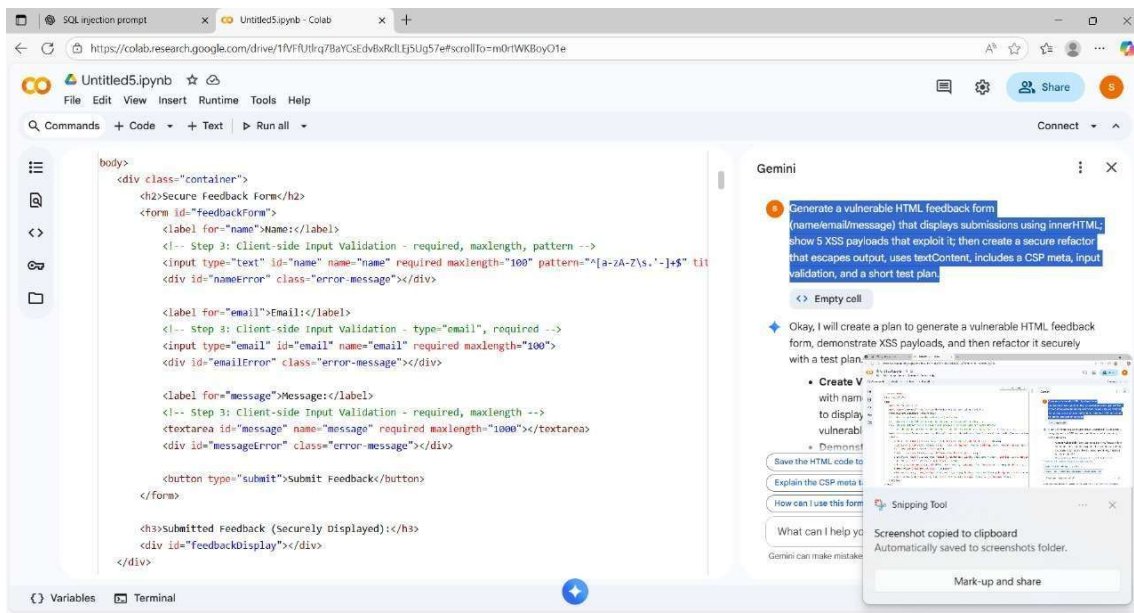 SQL injection prompt
Untitled5.ipynb - Colab
https://colab.research.google.com/drive/1fVFfUtlrq7BaYCsEdvBxRclLEj5Ug57e#scrollTo=m0rtWKBoyO1e
Untitled5.ipynb
File Edit View Insert Runtime Tools Help
Share
S
Commands + Code + Text Run all
Connect
body>
<div class="container">
<h2>Secure Feedback Form</h2>
<form id="feedbackForm">
<label for="name">Name:</label>
<!-- Step 3: Client-side Input Validation - required, maxlength, pattern -->
<input type="text" id="name" name="name" required maxlength="100" pattern="^[a-zA-Z\s.'-]+$" tit
<div id="nameError" class="error-message"></div>
<label for="email">Email:</label>
<!-- Step 3: Client-side Input Validation - type="email", required -->
<input type="email" id="email" name="email" required maxlength="100">
<div id="emailError" class="error-message"></div>
<label for="message">Message:</label>
<!-- Step 3: Client-side Input Validation - required, maxlength -->
<textarea id="message" name="message" required maxlength="1000"></textarea>
<div id="messageError" class="error-message"></div>
<button type="submit">Submit Feedback</button>
</form>
<h3>Submitted Feedback (Securely Displayed):</h3>
<div id="feedbackDisplay"></div>
</div>
Gemini
S
Generate a vulnerable HTML feedback form
(name/email/message) that displays submissions using innerHTML;
show 5 XSS payloads that exploit it; then create a secure refactor
that escapes output, uses textContent, includes a CSP meta, input
validation, and a short test plan.
<> Empty cell
Okay, I will create a plan to generate a vulnerable HTML feedback
form, demonstrate XSS payloads, and then refactor it securely
with a test plan.
• Create V
with nam
to display
vulnerabl
• Demonst
Save the HTML code to
Explain the CSP meta t
How can I use this form
What can I help yo
Gemini can make mistake
Snipping Tool
Screenshot copied to clipboard
Automatically saved to screenshots folder.
Mark-up and share
{} Variables Terminal